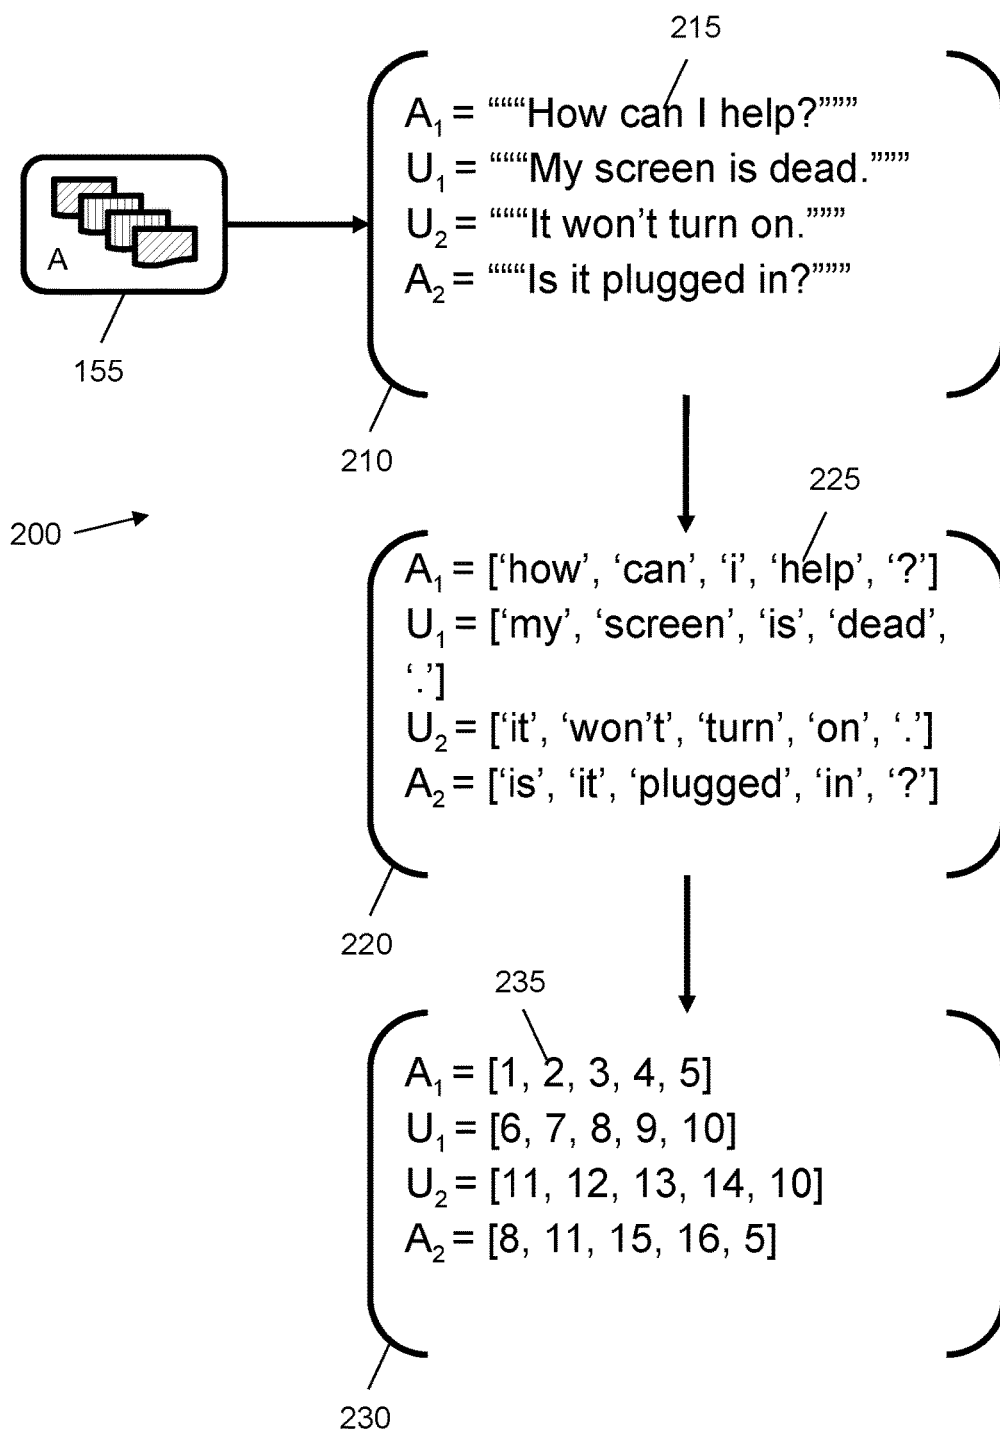 215
A₁ = “““How can I help?”””
U₁ = “““My screen is dead.”””
U₂ = “““It won’t turn on.”””
A₂ = “““Is it plugged in?”””
A
155
210
200
225
A₁ = [‘how’, ‘can’, ‘i’, ‘help’, ‘?’]
U₁ = [‘my’, ‘screen’, ‘is’, ‘dead’,
‘.’]
U₂ = [‘it’, ‘won’t’, ‘turn’, ‘on’, ‘.’]
A₂ = [‘is’, ‘it’, ‘plugged’, ‘in’, ‘?’]
220
235
A₁ = [1, 2, 3, 4, 5]
U₁ = [6, 7, 8, 9, 10]
U₂ = [11, 12, 13, 14, 10]
A₂ = [8, 11, 15, 16, 5]
230